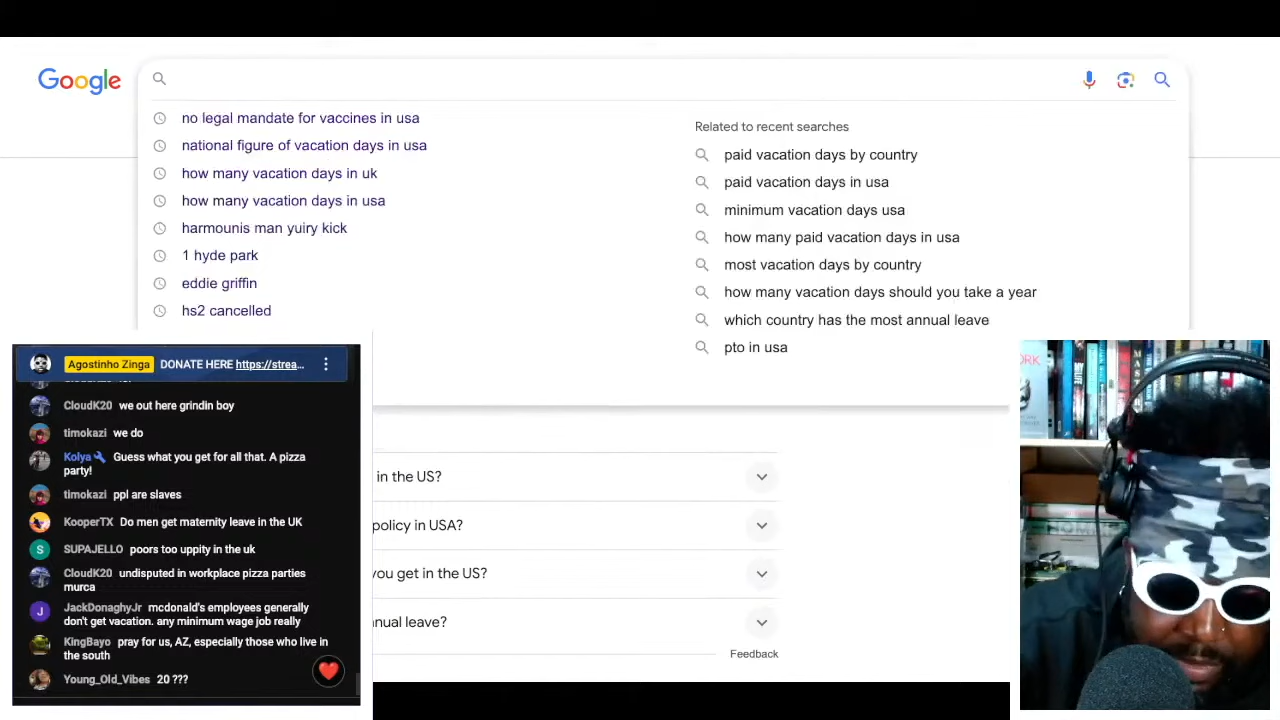 Google
no legal mandate for vaccines in usa
national figure of vacation days in usa
how many vacation days in uk
how many vacation days in usa
harmounis man yuiry kick
1 hyde park
eddie griffin
hs2 cancelled
Related to recent searches
paid vacation days by country
paid vacation days in usa
minimum vacation days usa
how many paid vacation days in usa
most vacation days by country
how many vacation days should you take a year
which country has the most annual leave
pto in usa
in the US?
policy in USA?
you get in the US?
nnual leave?
Feedback
Agostinho Zinga DONATE HERE https://strea...
CloudK20 we out here grindin boy
timokazi we do
Kolya Guess what you get for all that. A pizza
party!
timokazi ppl are slaves
KooperTX Do men get maternity leave in the UK
SUPAJELLO poors too uppity in the uk
CloudK20 undisputed in workplace pizza parties
murca
JackDonaghyJr mcdonald's employees generally
don't get vacation. any minimum wage job really
KingBayo pray for us, AZ, especially those who live in
the south
Young_Old_Vibes 20 ???